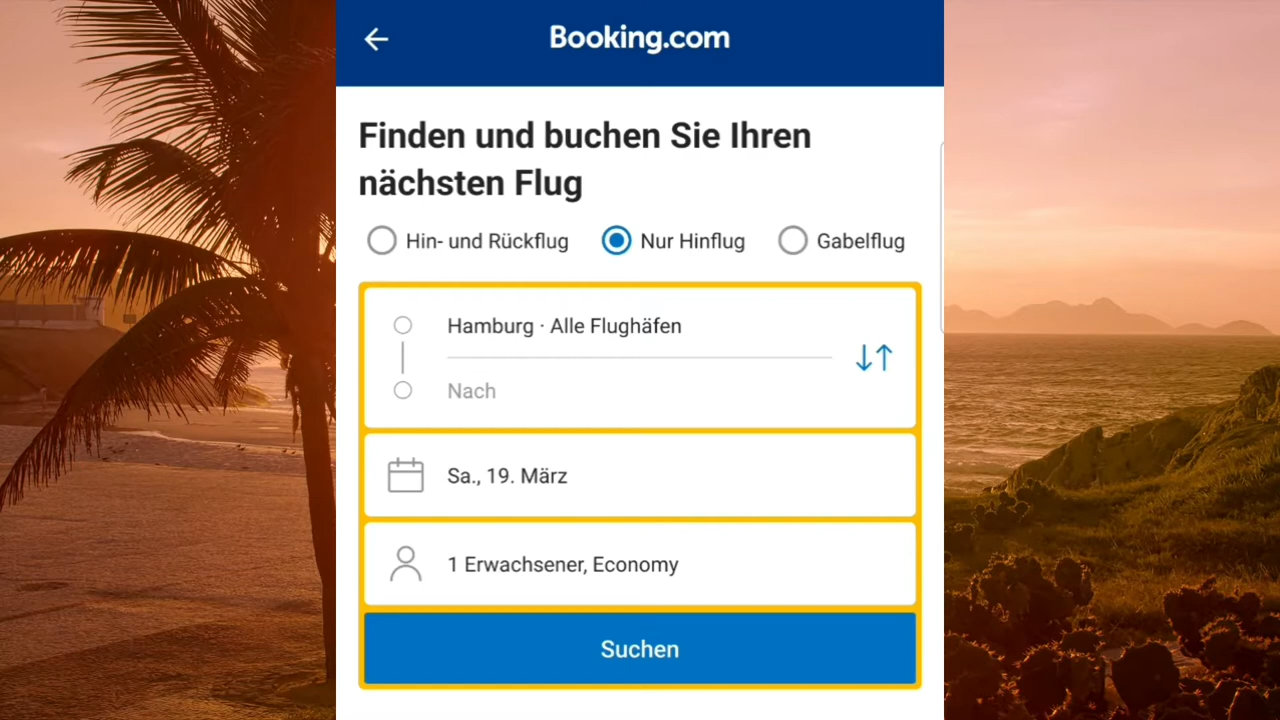 Booking.com
Finden und buchen Sie Ihren
nächsten Flug
Hin- und Rückflug Nur Hinflug Gabelflug
Hamburg · Alle Flughäfen
Nach
Sa., 19. März
1 Erwachsener, Economy
Suchen